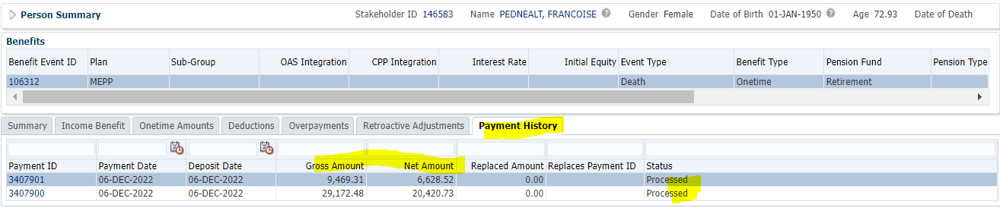 Person Summary Stakeholder ID 146583 Name PEDNEALT, FRANCOISE Gender Female Date of Birth 01-JAN-1950 Age 72.93 Date of Death
Benefits
Benefit Event ID Plan Sub-Group OAS Integration CPP Integration Interest Rate Initial Equity Event Type Benefit Type Pension Fund Pension Type
106312 MEPP Death Onetime Retirement
Summary Income Benefit Onetime Amounts Deductions Overpayments Retroactive Adjustments Payment History
Payment ID Payment Date Deposit Date Gross Amount Net Amount Replaced Amount Replaces Payment ID Status
3407901 06-DEC-2022 06-DEC-2022 9,469.31 6,628.52 0.00 Processed
3407900 06-DEC-2022 06-DEC-2022 29,172.48 20,420.73 0.00 Processed